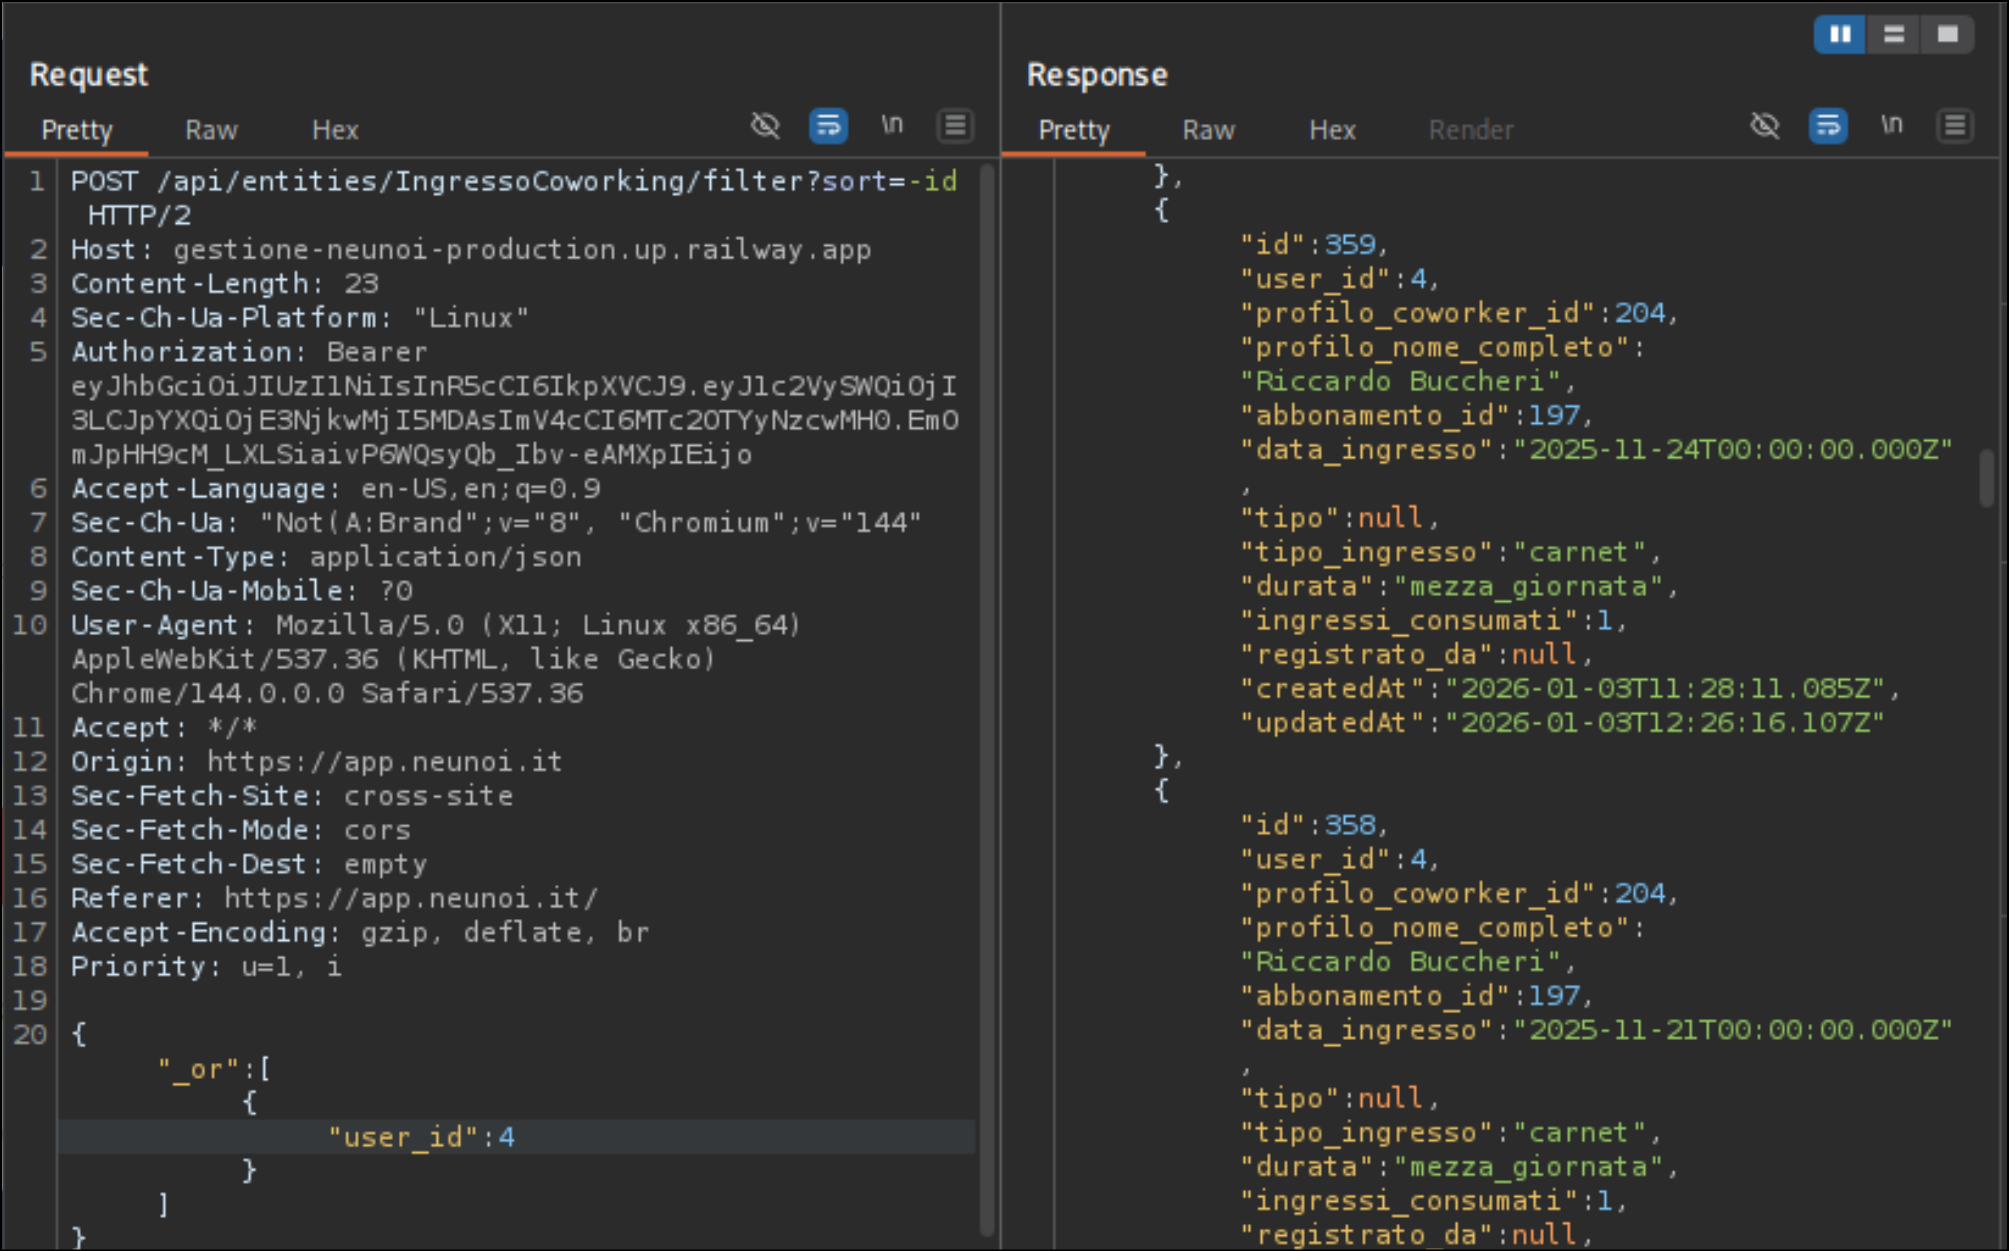 Request
Pretty Raw Hex \n
1 POST /api/entities/IngressoCoworking/filter?sort=-id
HTTP/2
2 Host: gestione-neunoi-production.up.railway.app
3 Content-Length: 23
4 Sec-Ch-Ua-Platform: "Linux"
5 Authorization: Bearer
eyJhbGciOiJIUzI1NiIsInR5cCI6IkpXVCJ9.eyJ1c2VySWQiOjI
3LCJpYXQiOjE3NjkwMjI5MDAsImV4cCI6MTc2OTYyNzcwMH0.EmO
mJpHH9cM_LXLSiaivP6WQsyQb_Ibv-eAMXpIEijo
6 Accept-Language: en-US,en;q=0.9
7 Sec-Ch-Ua: "Not(A:Brand";v="8", "Chromium";v="144"
8 Content-Type: application/json
9 Sec-Ch-Ua-Mobile: ?0
10 User-Agent: Mozilla/5.0 (X11; Linux x86_64)
AppleWebKit/537.36 (KHTML, like Gecko)
Chrome/144.0.0.0 Safari/537.36
11 Accept: */*
12 Origin: https://app.neunoi.it
13 Sec-Fetch-Site: cross-site
14 Sec-Fetch-Mode: cors
15 Sec-Fetch-Dest: empty
16 Referer: https://app.neunoi.it/
17 Accept-Encoding: gzip, deflate, br
18 Priority: u=1, i
19
20 {
"_or":[
{
"user_id":4
}
]
}
Response
Pretty Raw Hex Render \n
},
{
"id":359,
"user_id":4,
"profilo_coworker_id":204,
"profilo_nome_completo":
"Riccardo Buccheri",
"abbonamento_id":197,
"data_ingresso":"2025-11-24T00:00:00.000Z"
,
"tipo":null,
"tipo_ingresso":"carnet",
"durata":"mezza_giornata",
"ingressi_consumati":1,
"registrato_da":null,
"createdAt":"2026-01-03T11:28:11.085Z",
"updatedAt":"2026-01-03T12:26:16.107Z"
},
{
"id":358,
"user_id":4,
"profilo_coworker_id":204,
"profilo_nome_completo":
"Riccardo Buccheri",
"abbonamento_id":197,
"data_ingresso":"2025-11-21T00:00:00.000Z"
,
"tipo":null,
"tipo_ingresso":"carnet",
"durata":"mezza_giornata",
"ingressi_consumati":1,
"registrato_da":null,